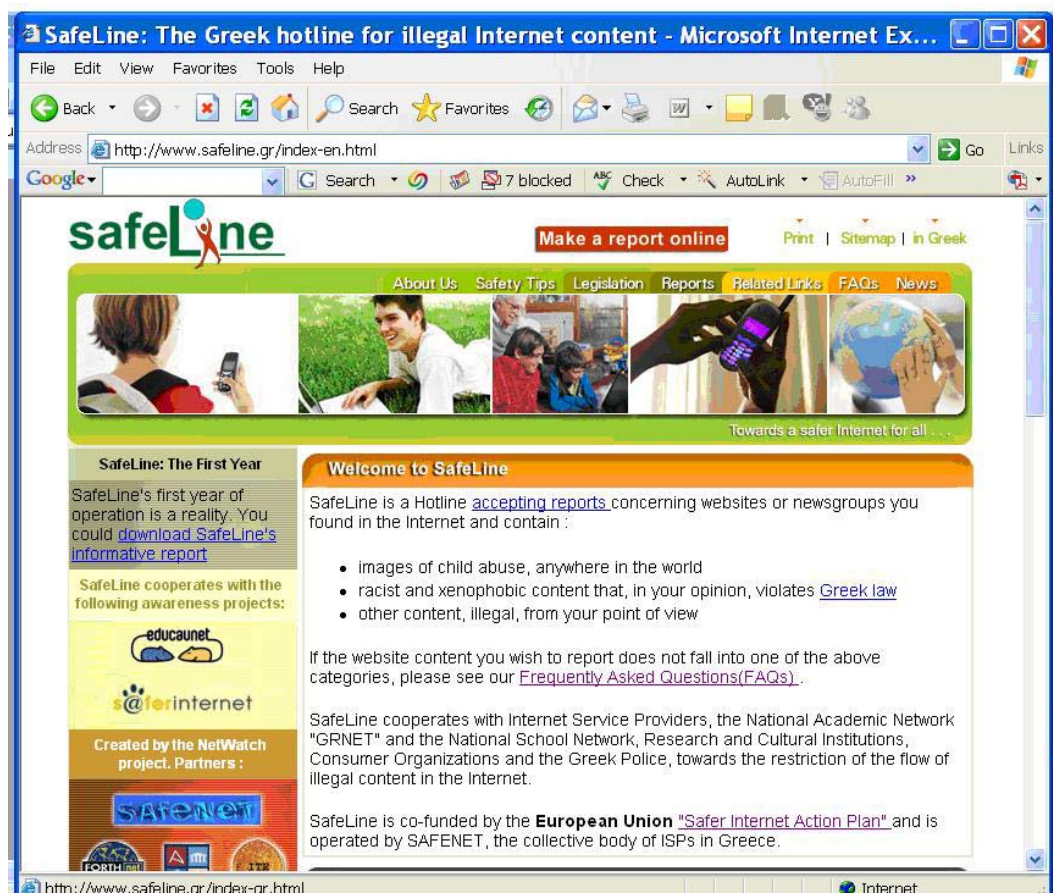 SafeLine: The Greek hotline for illegal Internet content - Microsoft Internet Ex...
File Edit View Favorites Tools Help
Back Search Favorites
Address http://www.safeline.gr/index-en.html Go Links
Google Search 7 blocked ABC Check AutoLink AutoFill »
safeLine
Make a report online
Print | Sitemap | in Greek
About Us Safety Tips Legislation Reports Related Links FAQs News
Towards a safer Internet for all . . .
SafeLine: The First Year
SafeLine's first year of
operation is a reality. You
could download SafeLine's
informative report
SafeLine cooperates with the
following awareness projects:
educaunet
s@ferinternet
Created by the NetWatch
project. Partners :
SAFENET
FORTH net
ITE
Welcome to SafeLine
SafeLine is a Hotline accepting reports concerning websites or newsgroups you
found in the Internet and contain :
• images of child abuse, anywhere in the world
• racist and xenophobic content that, in your opinion, violates Greek law
• other content, illegal, from your point of view
If the website content you wish to report does not fall into one of the above
categories, please see our Frequently Asked Questions(FAQs) .
SafeLine cooperates with Internet Service Providers, the National Academic Network
"GRNET" and the National School Network, Research and Cultural Institutions,
Consumer Organizations and the Greek Police, towards the restriction of the flow of
illegal content in the Internet.
SafeLine is co-funded by the European Union "Safer Internet Action Plan" and is
operated by SAFENET, the collective body of ISPs in Greece.
http://www.safeline.gr/index-gr.html Internet